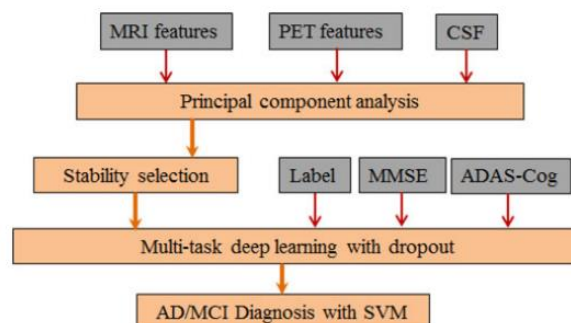 MRI features
PET features
CSF
Principal component analysis
Stability selection
Label
MMSE
ADAS-Cog
Multi-task deep learning with dropout
AD/MCI Diagnosis with SVM